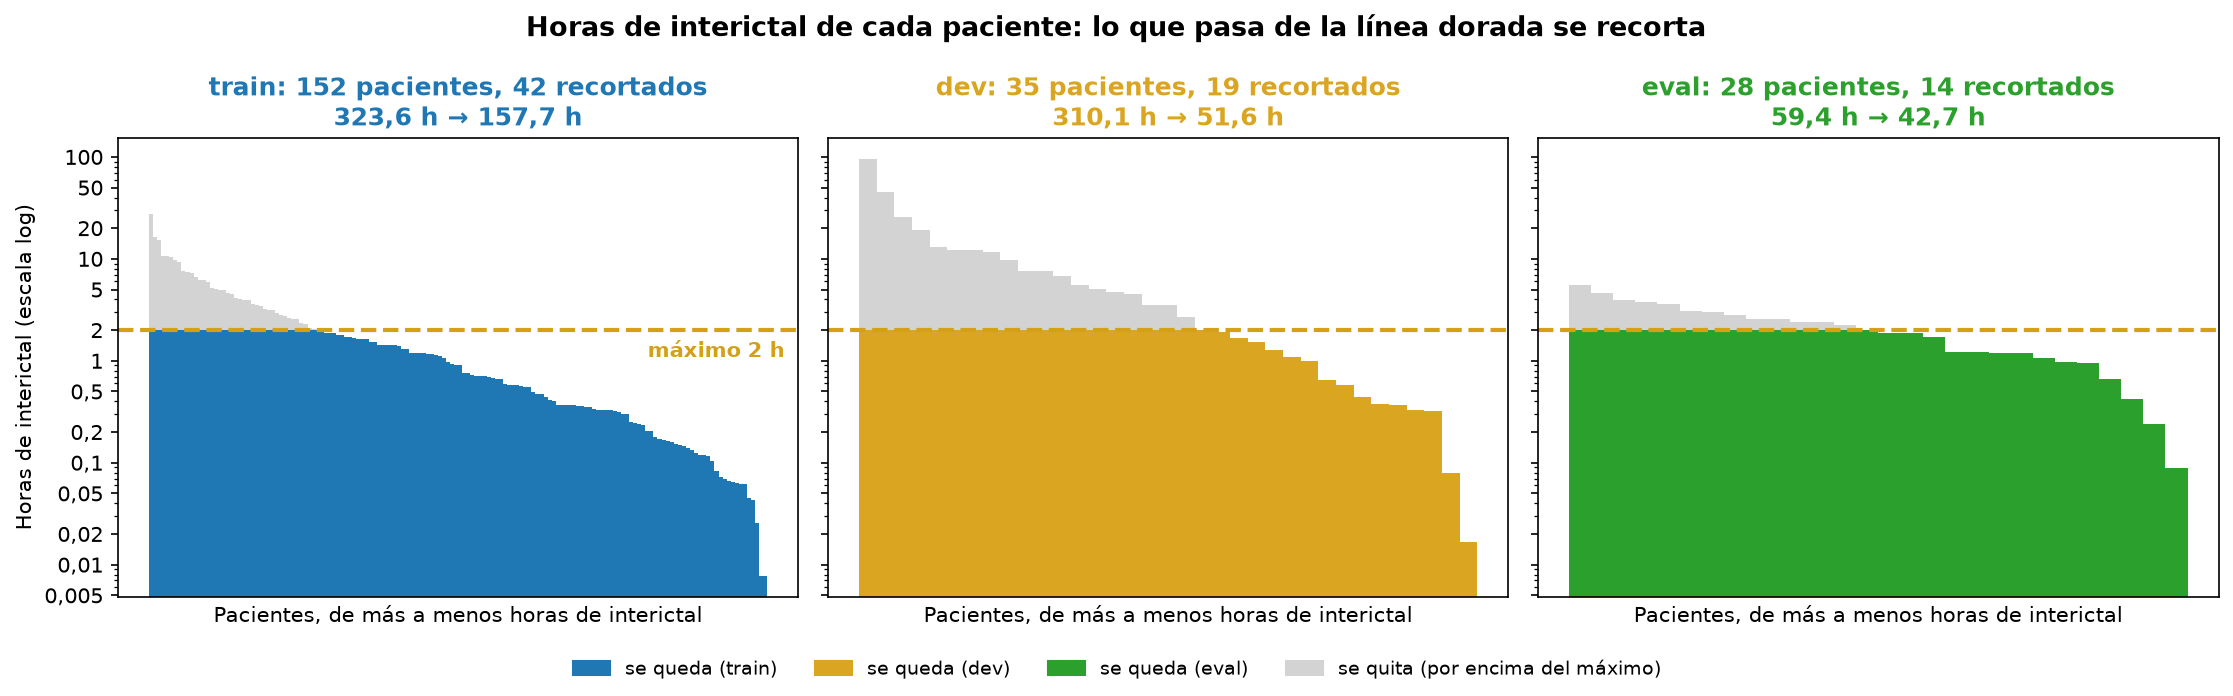 Horas de interictal de cada paciente: lo que pasa de la línea dorada se recorta
train: 152 pacientes, 42 recortados
323,6 h → 157,7 h
dev: 35 pacientes, 19 recortados
310,1 h → 51,6 h
eval: 28 pacientes, 14 recortados
59,4 h → 42,7 h
Horas de interictal (escala log)
100
50
20
10
5
2
1
0,5
0,2
0,1
0,05
0,02
0,01
0,005
máximo 2 h
Pacientes, de más a menos horas de interictal
Pacientes, de más a menos horas de interictal
Pacientes, de más a menos horas de interictal
se queda (train)
se queda (dev)
se queda (eval)
se quita (por encima del máximo)